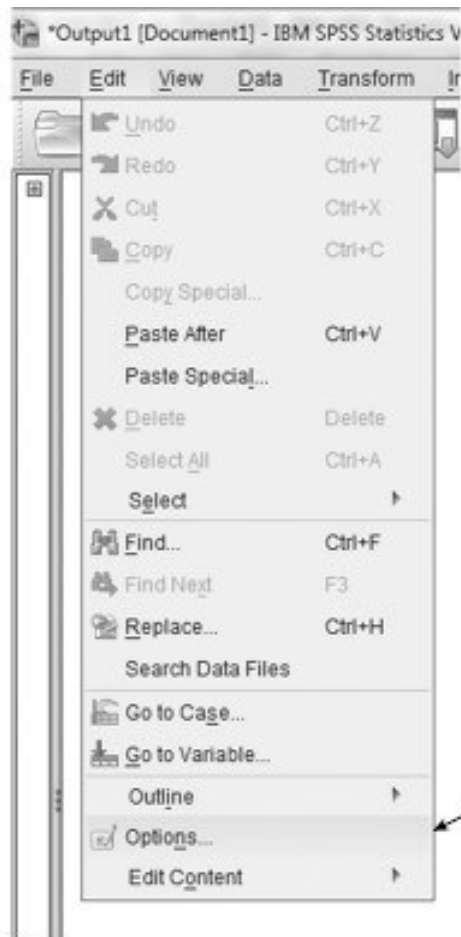 *Output1 [Document1] - IBM SPSS Statistics V
File Edit View Data Transform
Undo Ctrl+Z
Redo Ctrl+Y
Cut Ctrl+X
Copy Ctrl+C
Copy Special...
Paste After Ctrl+V
Paste Special...
Delete Delete
Select All Ctrl+A
Select
Find... Ctrl+F
Find Next F3
Replace... Ctrl+H
Search Data Files
Go to Case...
Go to Variable...
Outline
Options...
Edit Content